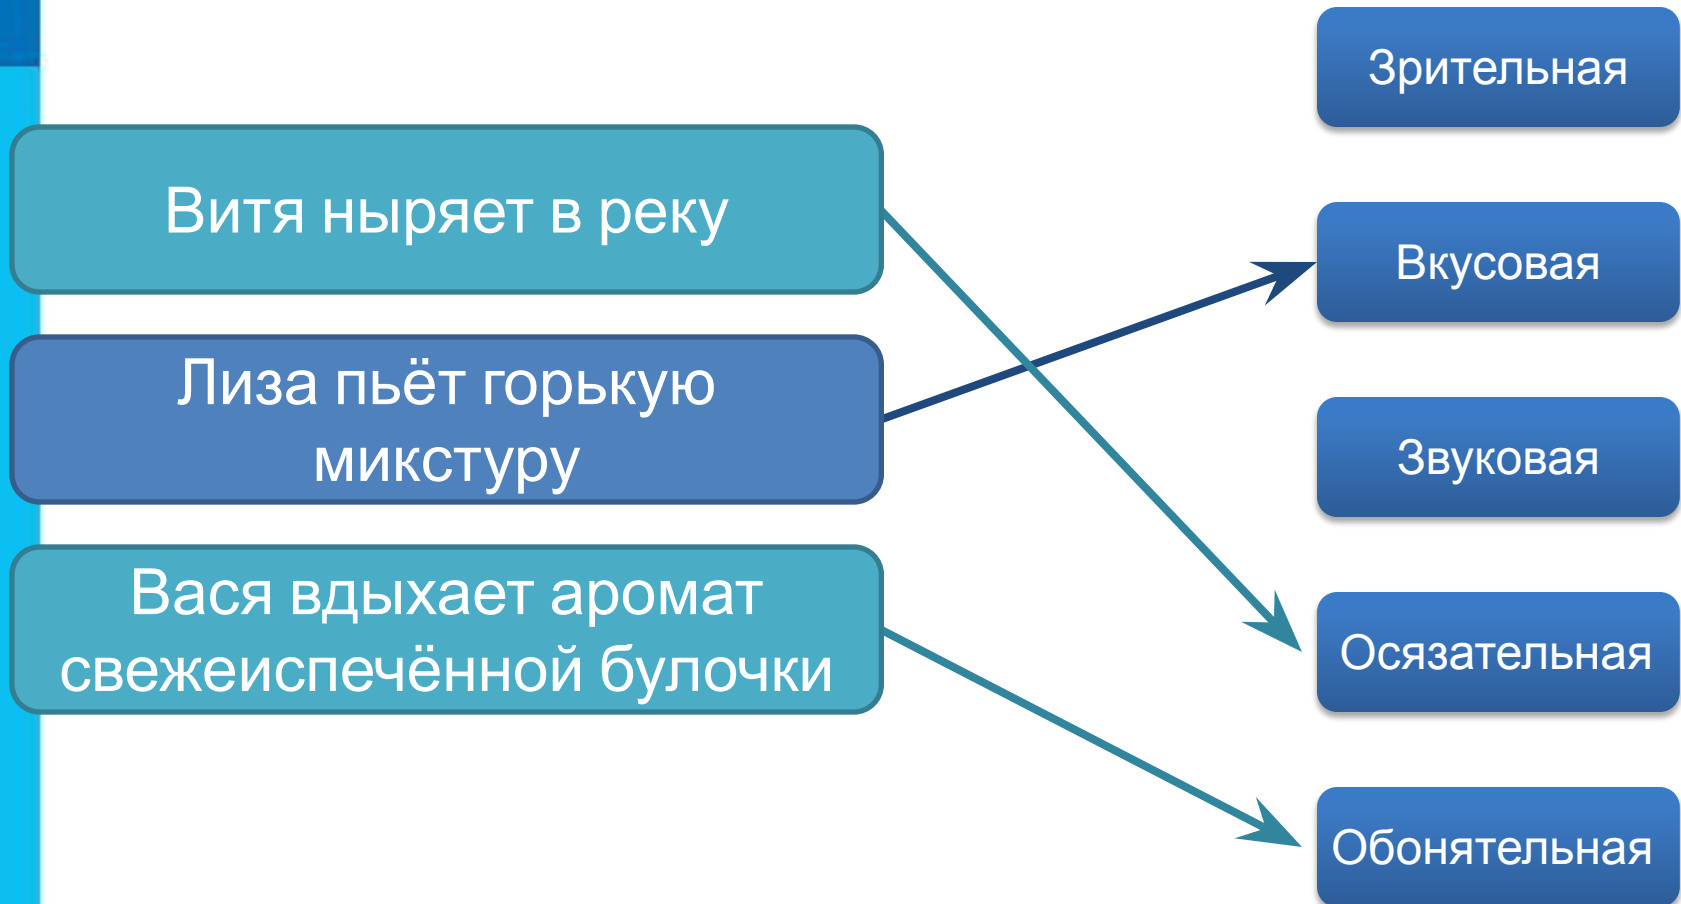 Витя ныряет в реку
Лиза пьёт горькую
микстуру
Вася вдыхает аромат
свежеиспечённой булочки
Зрительная
Вкусовая
Звуковая
Осязательная
Обонятельная